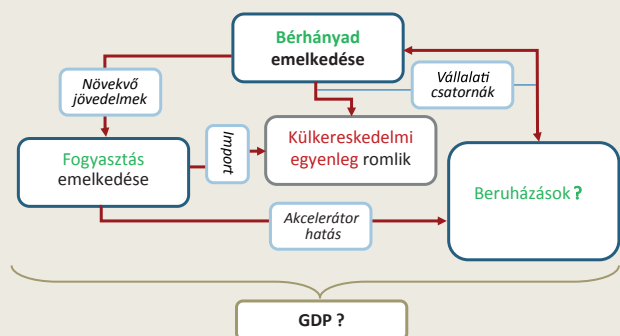 Bérhányad
emelkedése
Növekvő
jövedelmek
Vállalati
csatornák
Fogyasztás
emelkedése
Import
Külkereskedelmi
egyenleg romlik
Beruházások ?
Akcelerátor
hatás
GDP ?